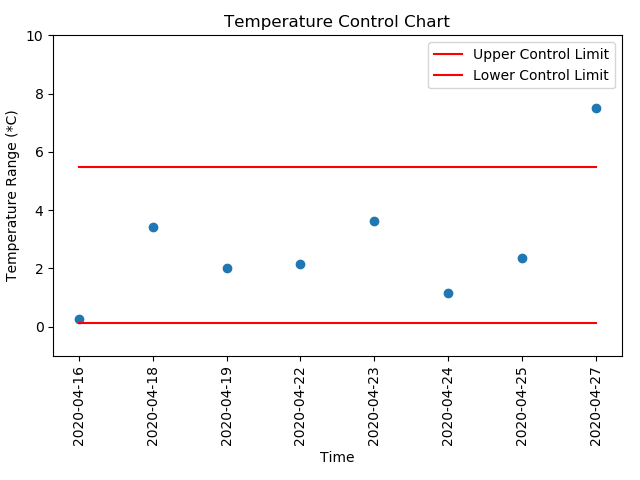 Temperature Control Chart
Upper Control Limit
Lower Control Limit
Temperature Range (*C)
10
8
6
4
2
0
2020-04-16
2020-04-18
2020-04-19
2020-04-22
2020-04-23
2020-04-24
2020-04-25
2020-04-27
Time